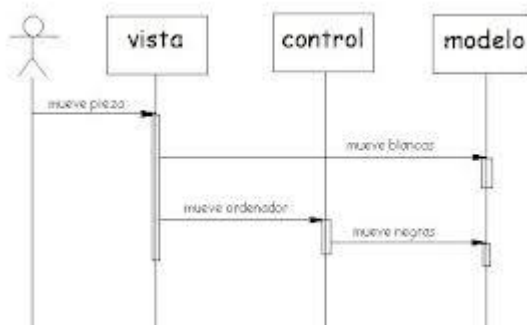 vista
control
modelo
mueve pieza
mueve blancas
mueve ordenador
mueve negras